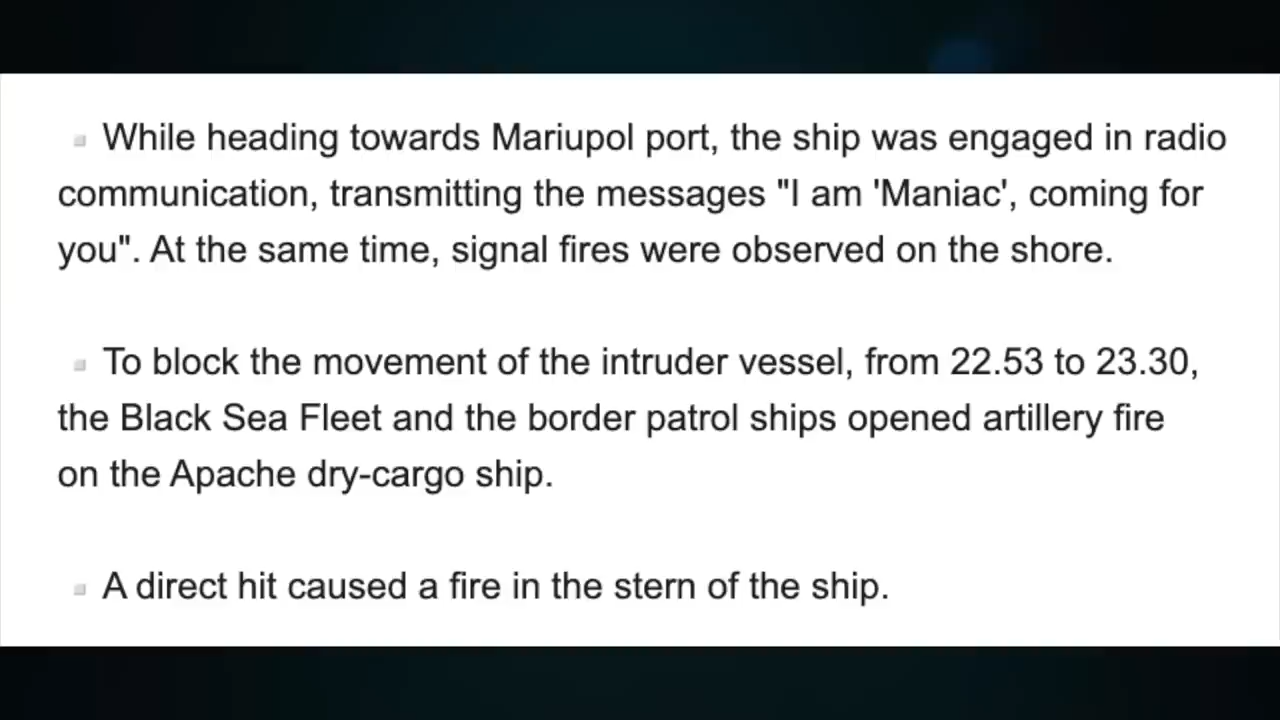 ▫ While heading towards Mariupol port, the ship was engaged in radio
communication, transmitting the messages "I am 'Maniac', coming for
you". At the same time, signal fires were observed on the shore.
▫ To block the movement of the intruder vessel, from 22.53 to 23.30,
the Black Sea Fleet and the border patrol ships opened artillery fire
on the Apache dry-cargo ship.
▫ A direct hit caused a fire in the stern of the ship.